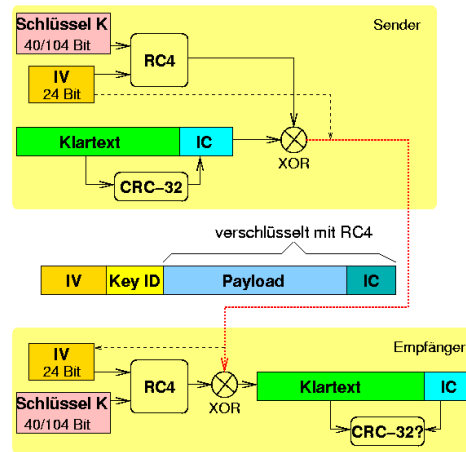 Schlüssel K
40/104 Bit
Sender
RC4
IV
24 Bit
Klartext
IC
XOR
CRC–32
verschlüsselt mit RC4
IV
Key ID
Payload
IC
Empfänger
IV
24 Bit
RC4
XOR
Klartext
IC
Schlüssel K
40/104 Bit
CRC–32?